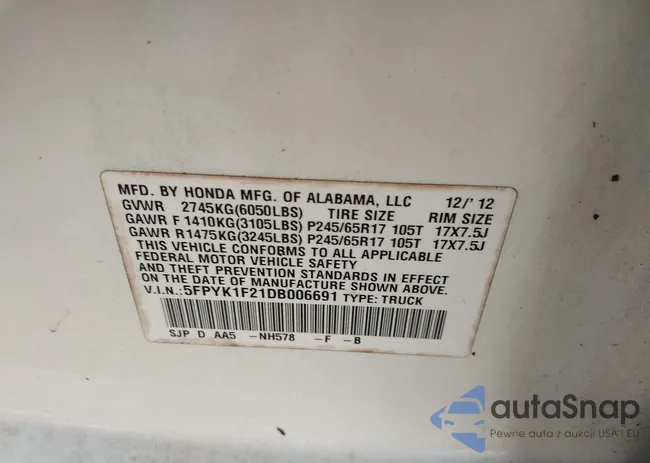 MFD. BY HONDA MFG. OF ALABAMA, LLC 12/'12
GVWR 2745KG(6050LBS) TIRE SIZE RIM SIZE
GAWR F 1410KG(3105LBS) P245/65R17 105T 17X7.5J
GAWR R1475KG(3245LBS) P245/65R17 105T 17X7.5J
THIS VEHICLE CONFORMS TO ALL APPLICABLE
FEDERAL MOTOR VEHICLE SAFETY
AND THEFT PREVENTION STANDARDS IN EFFECT
ON THE DATE OF MANUFACTURE SHOWN ABOVE.
V.I.N.:5FPYK1F21DB006691 TYPE: TRUCK
SJP D AA5 -NH578 -F -B
autoSnap
Pewne auta z aukcji USA i EU